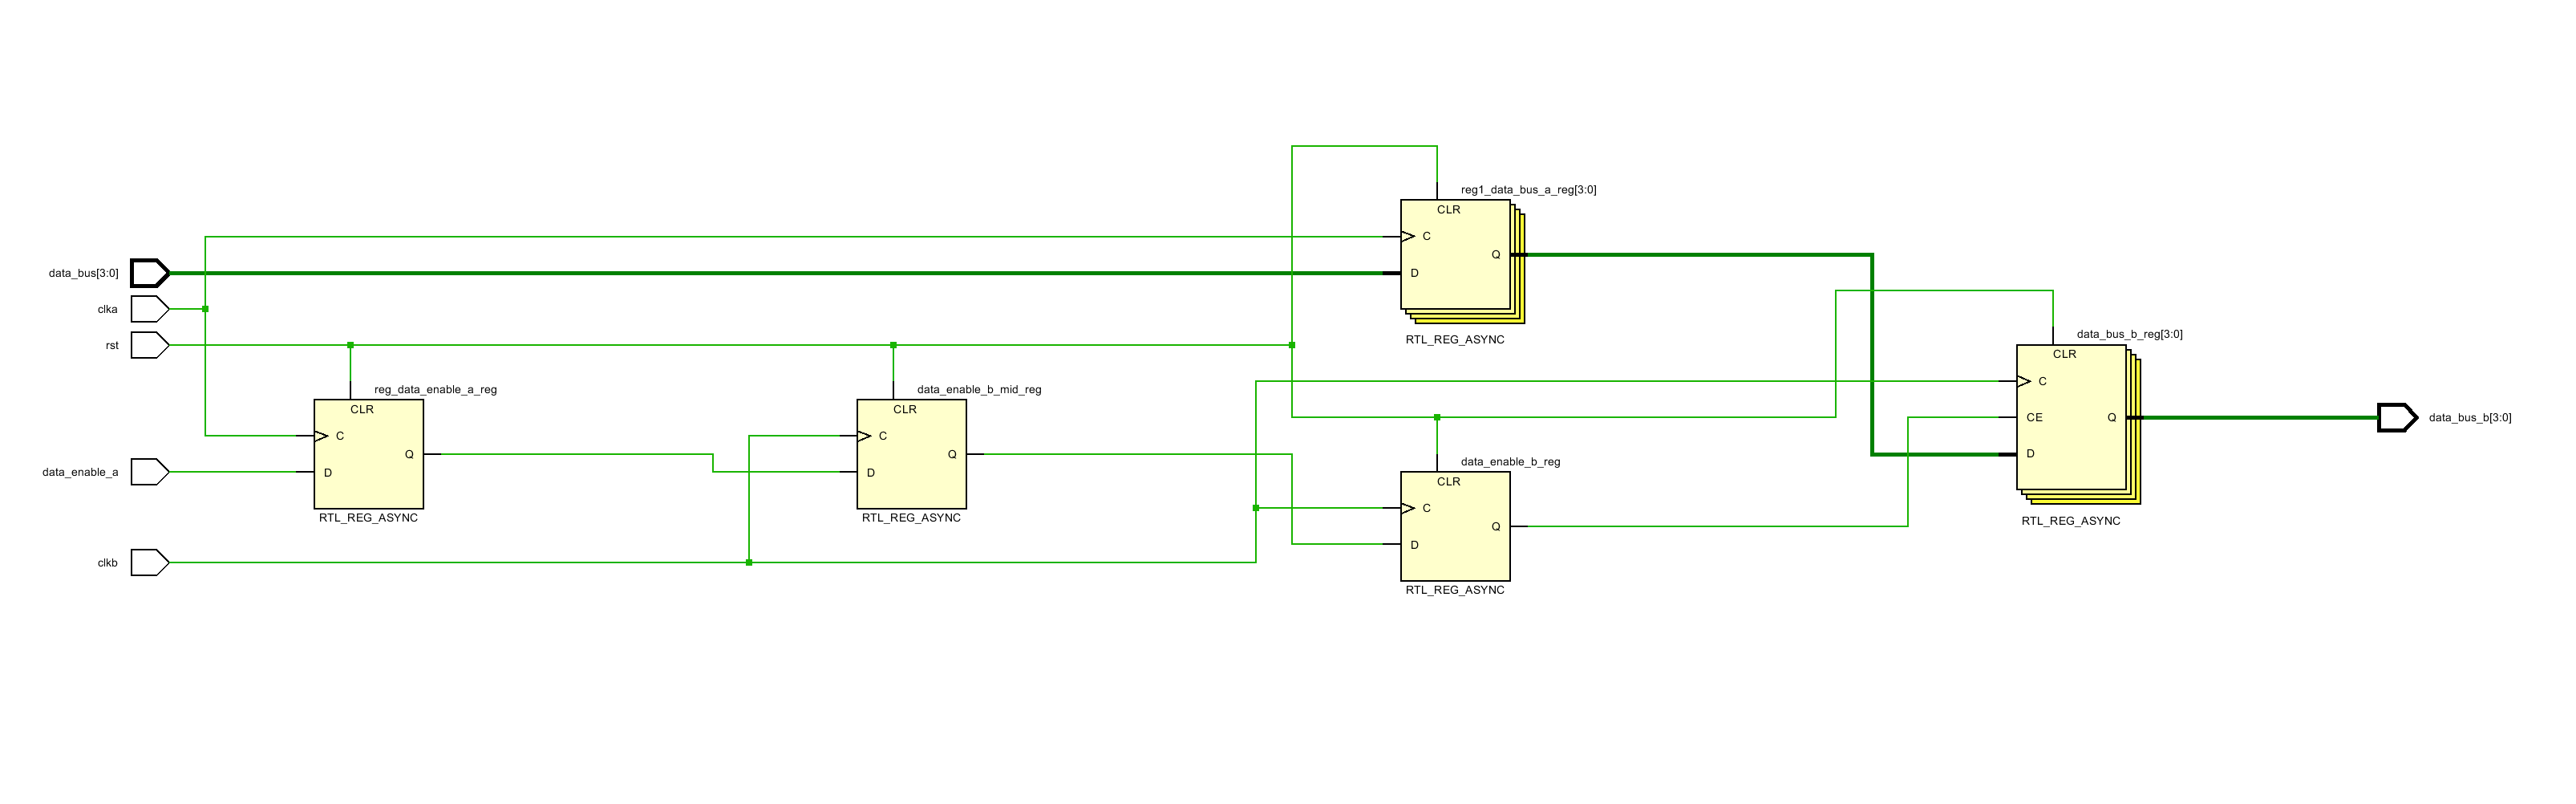 data_bus[3:0]
clka
rst
data_enable_a
clkb
reg_data_enable_a_reg
CLR
C
D
Q
RTL_REG_ASYNC
data_enable_b_mid_reg
CLR
C
D
Q
RTL_REG_ASYNC
reg1_data_bus_a_reg[3:0]
CLR
C
D
Q
RTL_REG_ASYNC
data_enable_b_reg
CLR
C
D
Q
RTL_REG_ASYNC
data_bus_b_reg[3:0]
CLR
C
CE
D
Q
RTL_REG_ASYNC
data_bus_b[3:0]